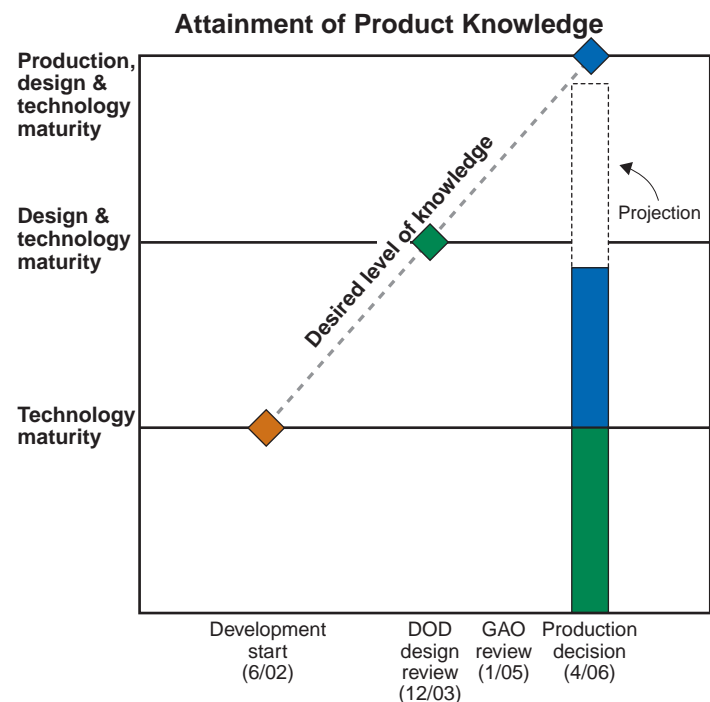 Attainment of Product Knowledge
Production,
design &
technology
maturity
Design &
technology
maturity
Technology
maturity
Desired level of knowledge
Projection
Development
start
(6/02)
DOD
design
review
(12/03)
GAO
review
(1/05)
Production
decision
(4/06)